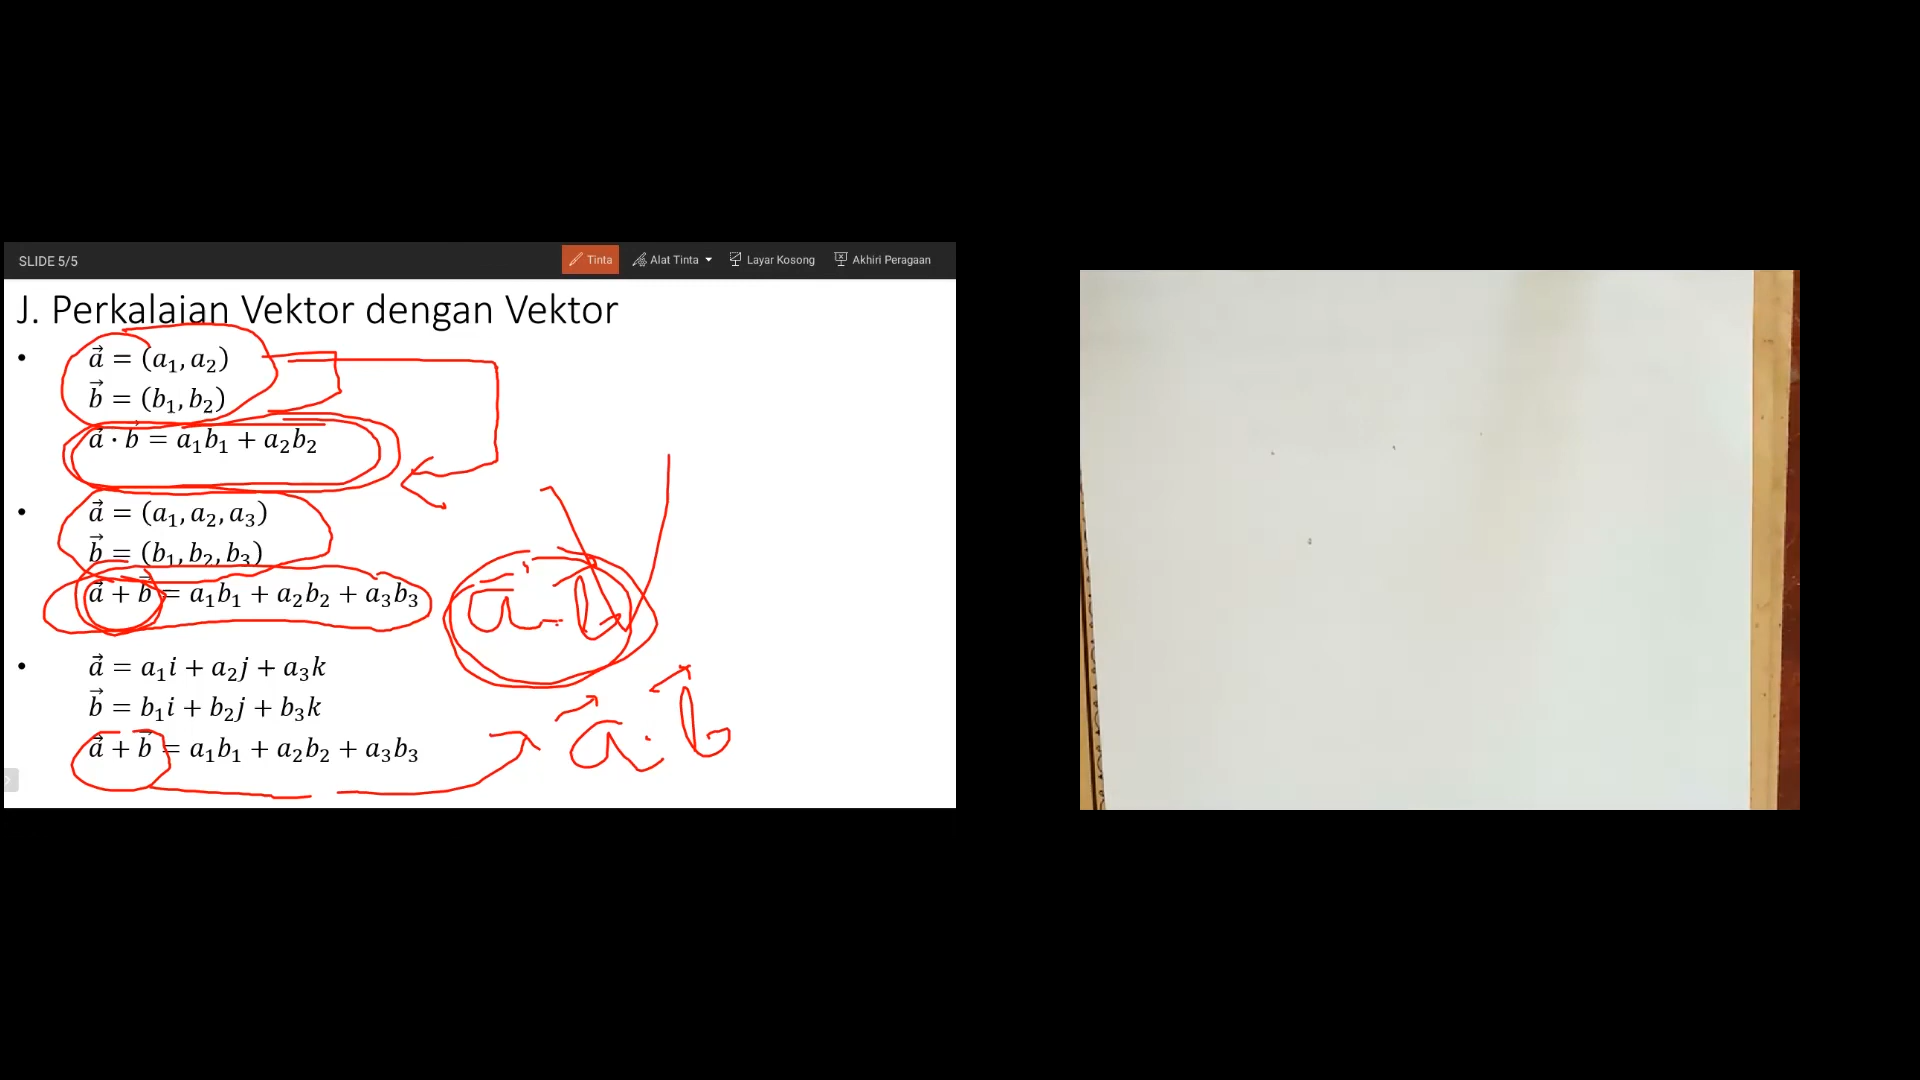 SLIDE 5/5 Tinta Alat Tinta Layar Kosong Akhiri Peragaan
J. Perkalaian Vektor dengan Vektor
• a⃗ = (a₁, a₂)
b⃗ = (b₁, b₂)
a⃗ · b⃗ = a₁b₁ + a₂b₂
• a⃗ = (a₁, a₂, a₃)
b⃗ = (b₁, b₂, b₃)
a⃗ + b⃗ = a₁b₁ + a₂b₂ + a₃b₃
a⃗ . b⃗
• a⃗ = a₁i + a₂j + a₃k
b⃗ = b₁i + b₂j + b₃k
a⃗ + b⃗ = a₁b₁ + a₂b₂ + a₃b₃
a⃗ . b⃗